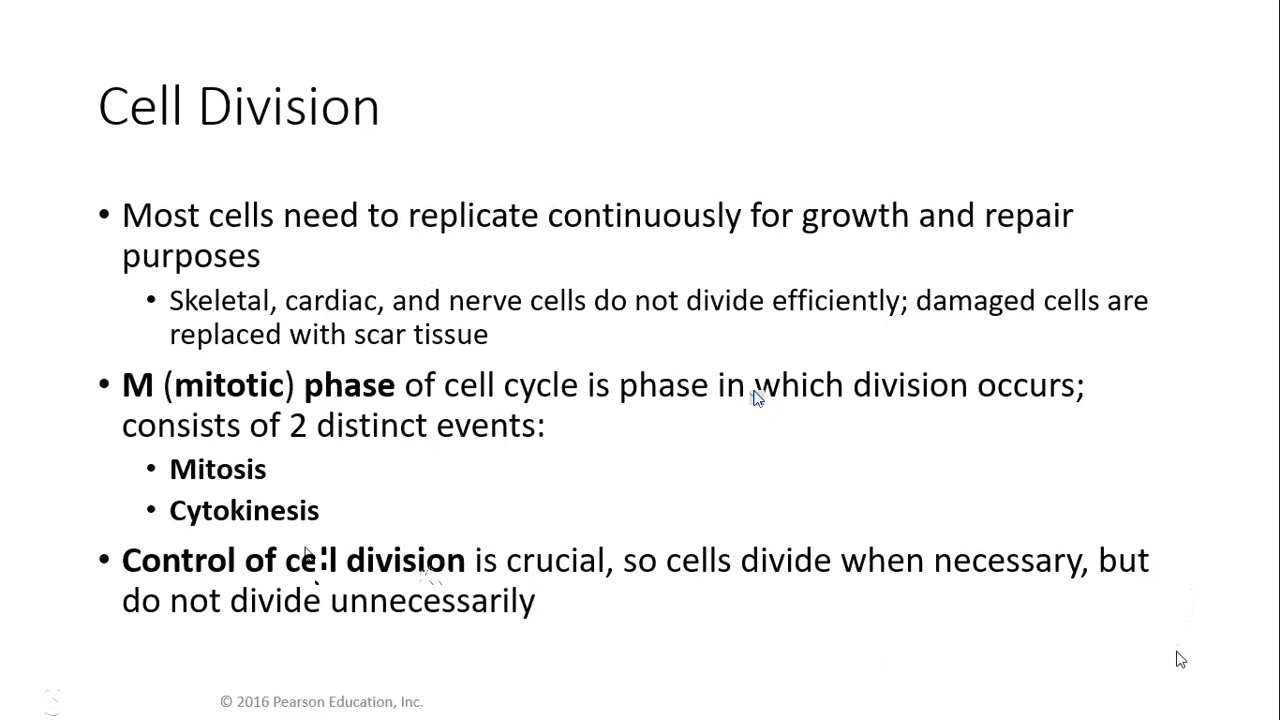 Cell Division
• Most cells need to replicate continuously for growth and repair
purposes
• Skeletal, cardiac, and nerve cells do not divide efficiently; damaged cells are
replaced with scar tissue
• M (mitotic) phase of cell cycle is phase in which division occurs;
consists of 2 distinct events:
• Mitosis
• Cytokinesis
• Control of cell division is crucial, so cells divide when necessary, but
do not divide unnecessarily
© 2016 Pearson Education, Inc.